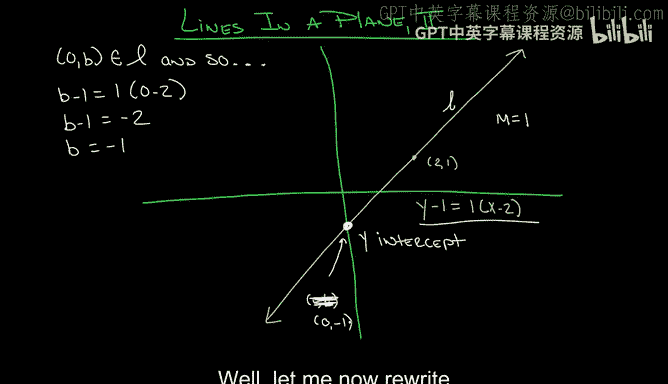 LINES IN A PLANE, II
GPT中英字幕课程资源@bilibili.com
GPT中英字幕课程资源 bilibili
(0,b) ∈ l AND SO...
b-1 = 1(0-2)
b-1 = -2
b = -1
l
M=1
(2,1)
y-1=1(x-2)
Y INTERCEPT
(0,-1)
Well, let me now rewrite